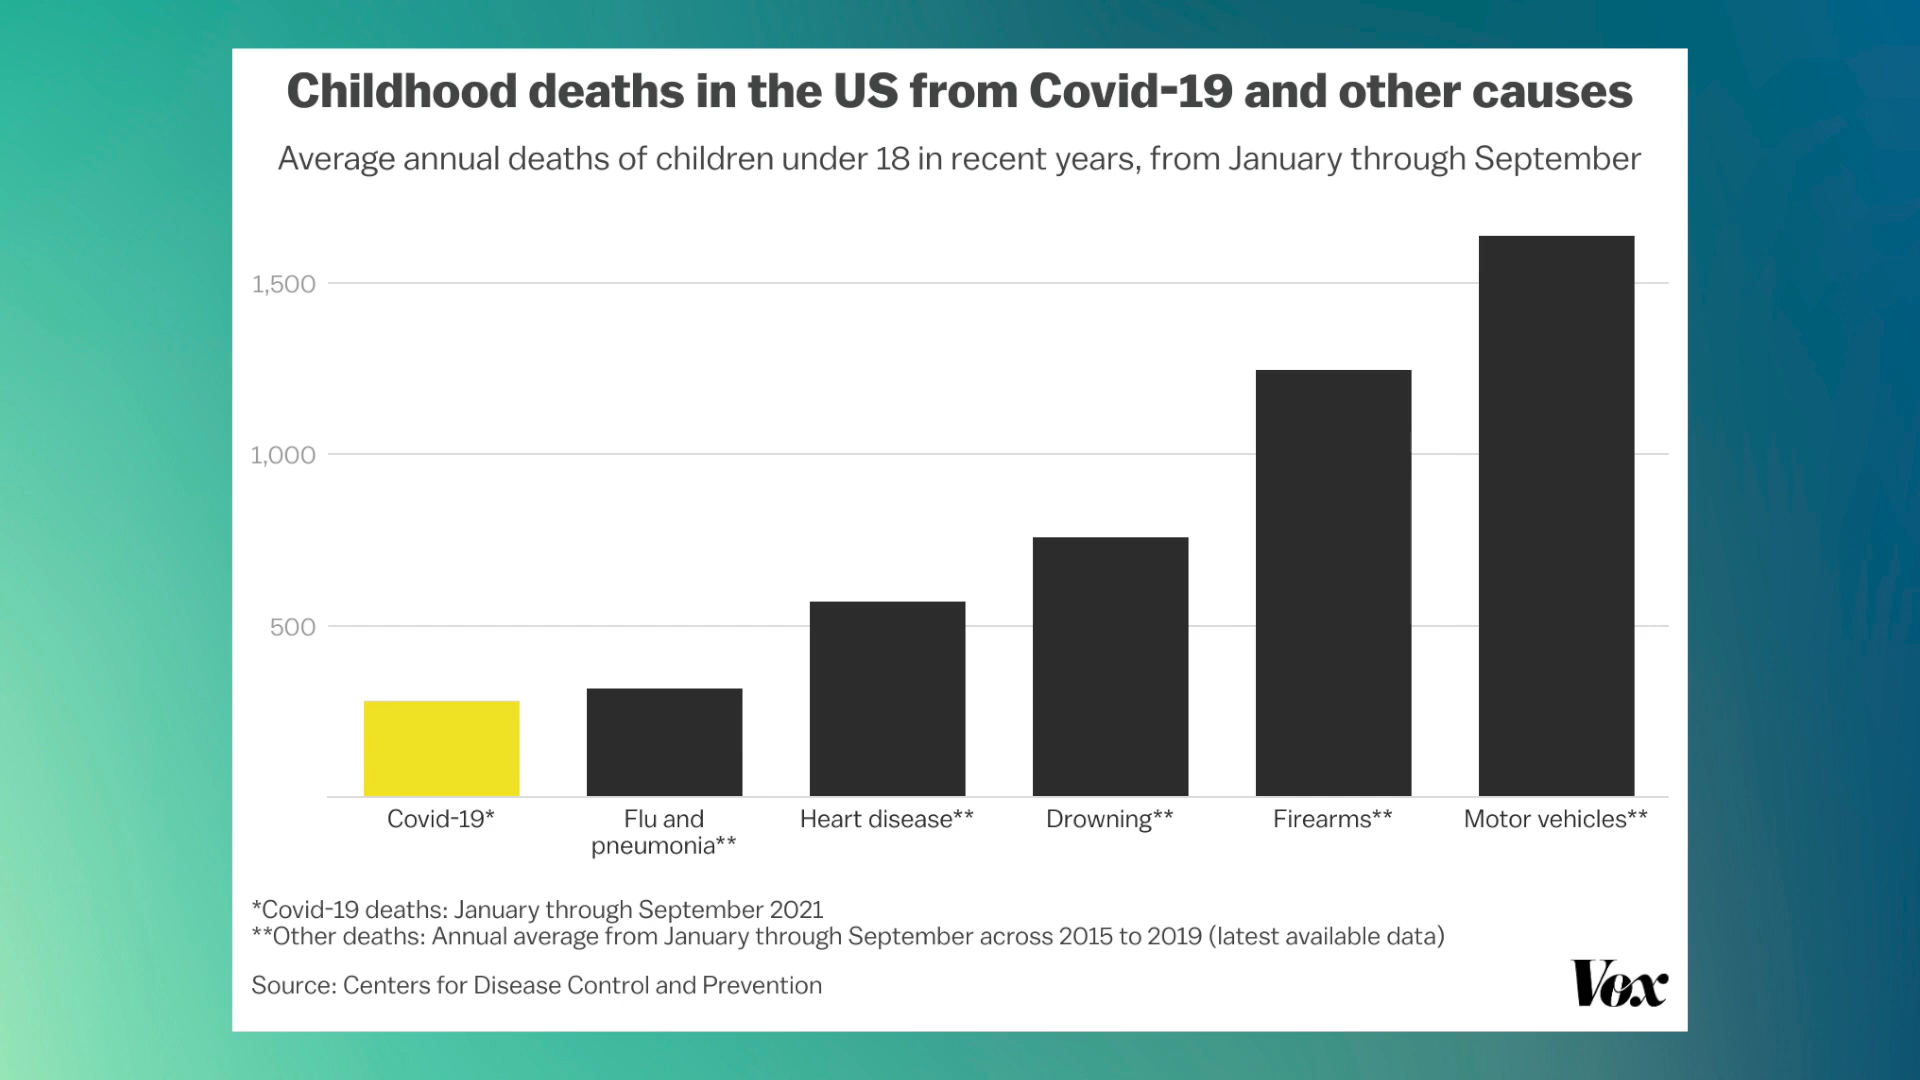 Childhood deaths in the US from Covid-19 and other causes
Average annual deaths of children under 18 in recent years, from January through September
1,500
1,000
500
Covid-19*
Flu and
pneumonia**
Heart disease**
Drowning**
Firearms**
Motor vehicles**
*Covid-19 deaths: January through September 2021
**Other deaths: Annual average from January through September across 2015 to 2019 (latest available data)
Source: Centers for Disease Control and Prevention
Vox